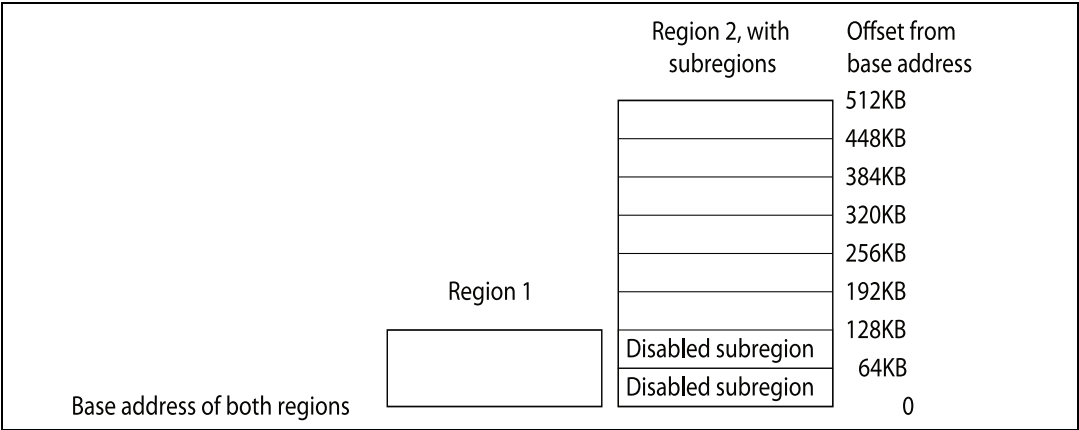 Region 2, with
subregions
Offset from
base address
512KB
448KB
384KB
320KB
256KB
Region 1
192KB
128KB
Disabled subregion
64KB
Disabled subregion
Base address of both regions
0